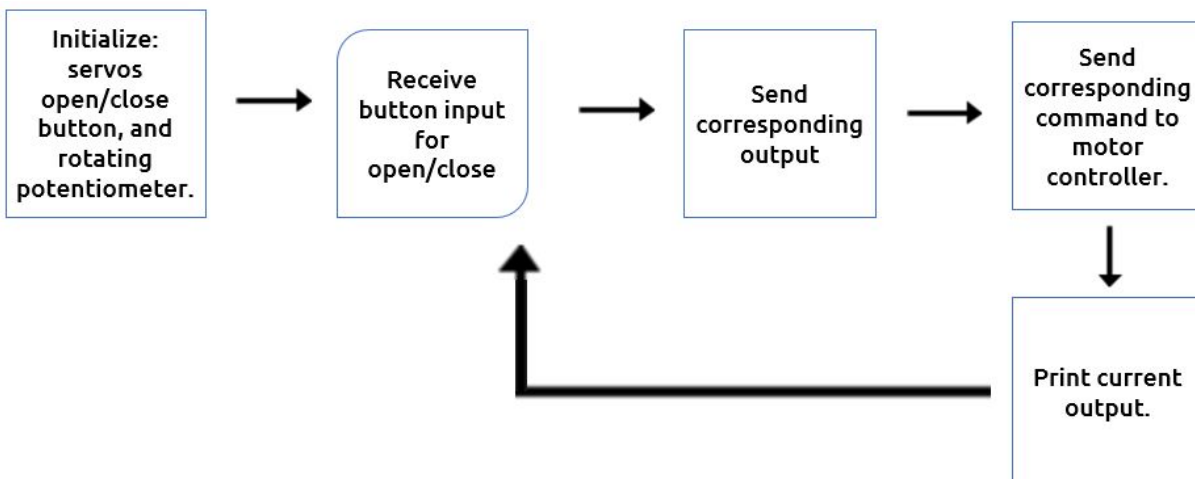 Initialize:
servos
open/close
button, and
rotating
potentiometer.
Receive
button input
for
open/close
Send
corresponding
output
Send
corresponding
command to
motor
controller.
Print current
output.